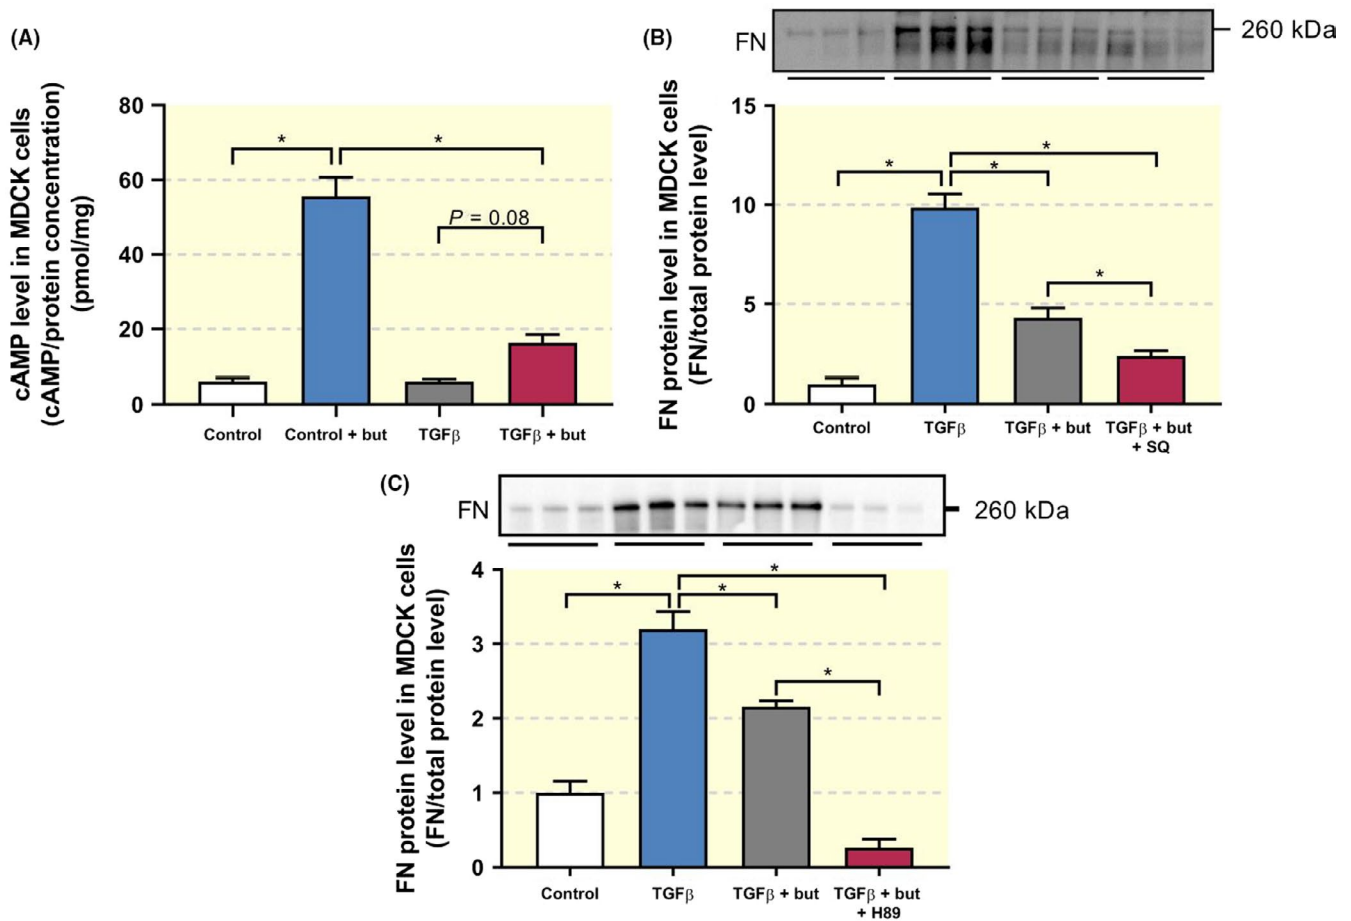 (A)
cAMP level in MDCK cells
(cAMP/protein concentration)
(pmol/mg)
80
60
40
20
0
*
*
P = 0.08
Control
Control + but
TGFβ
TGFβ + but
(B)
FN
260 kDa
FN protein level in MDCK cells
(FN/total protein level)
15
10
5
0
*
*
*
*
Control
TGFβ
TGFβ + but
TGFβ + but
+ SQ
(C)
FN
260 kDa
FN protein level in MDCK cells
(FN/total protein level)
4
3
2
1
0
*
*
*
*
Control
TGFβ
TGFβ + but
TGFβ + but
+ H89